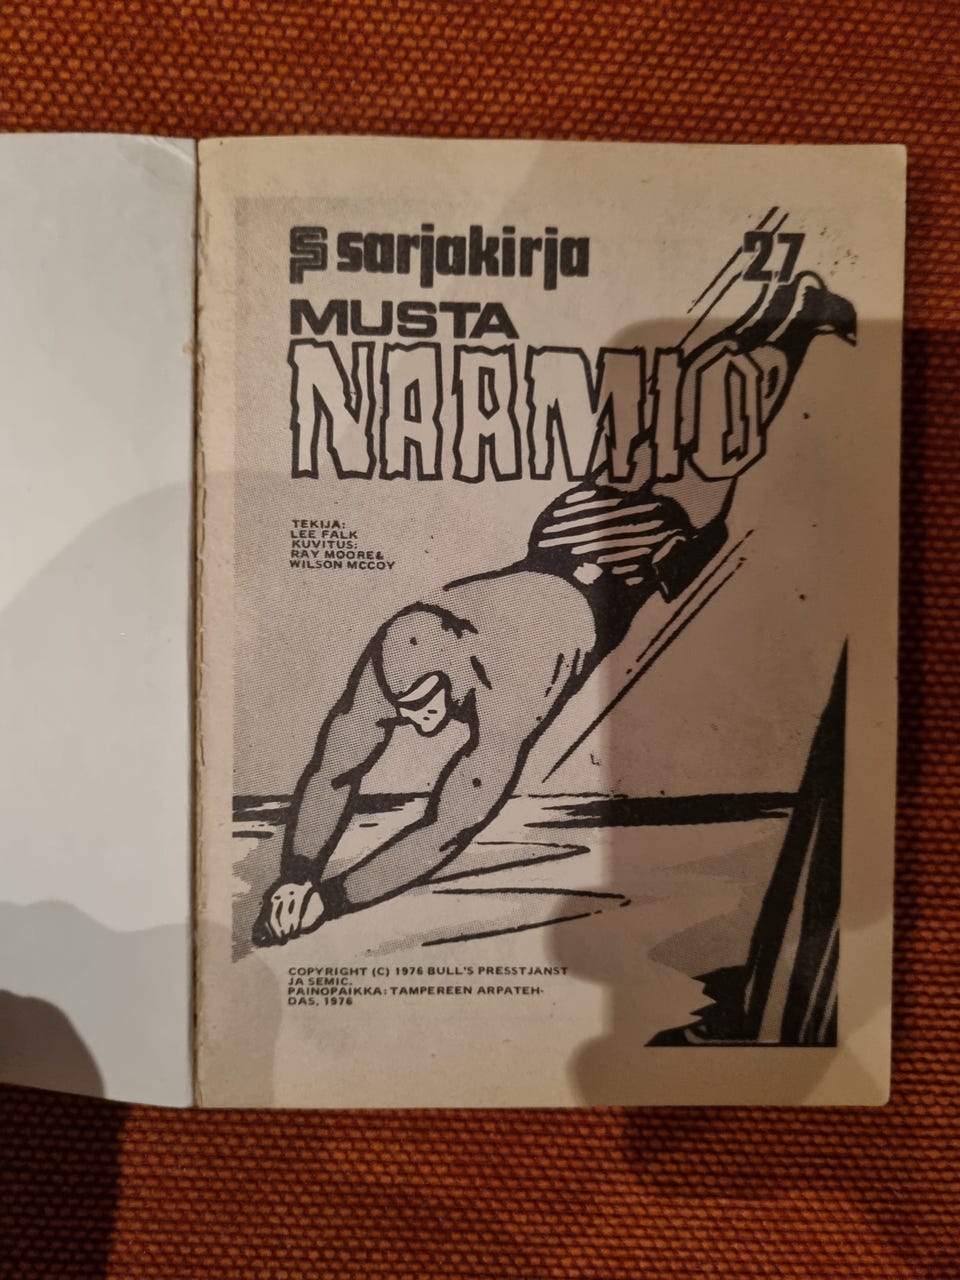 sarjakirja
27
MUSTA
NAAMIO
TEKIJA:
LEE FALK
KUVITUS:
RAY MOORE&
WILSON MCCOY
COPYRIGHT (C) 1976 BULL'S PRESSTJANST
JA SEMIC.
PAINOPAIKKA: TAMPEREEN ARPATEH-
DAS, 1976